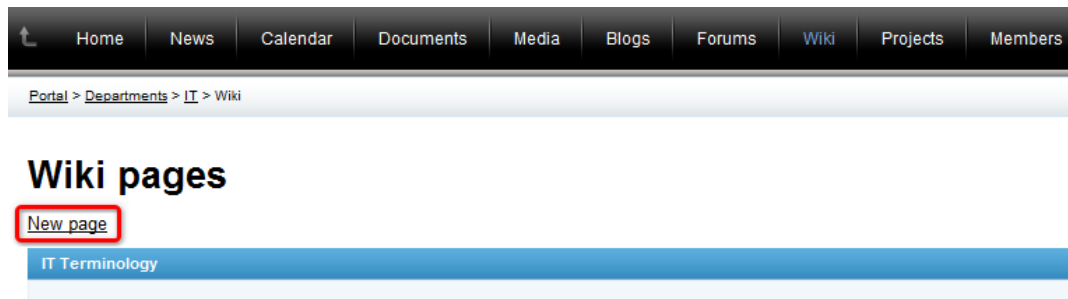 Home News Calendar Documents Media Blogs Forums Wiki Projects Members
Portal > Departments > IT > Wiki
Wiki pages
New page
IT Terminology